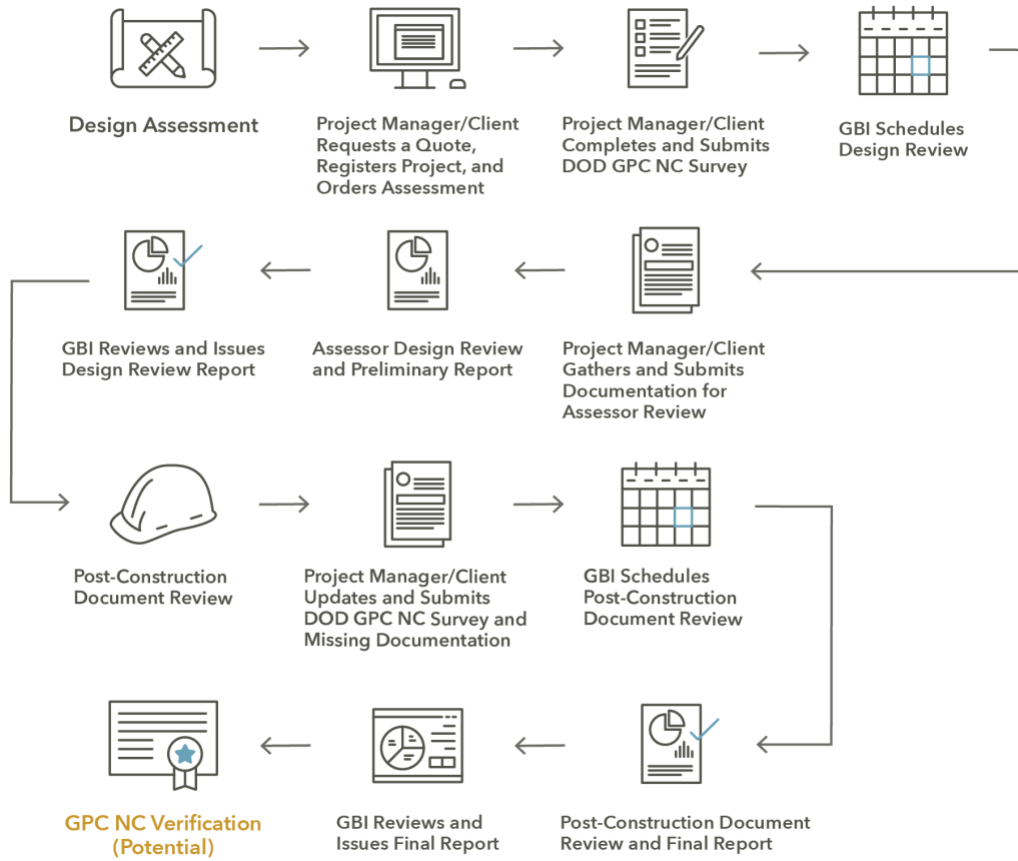 Design Assessment
Project Manager/Client
Requests a Quote,
Registers Project, and
Orders Assessment
Project Manager/Client
Completes and Submits
DOD GPC NC Survey
GBI Schedules
Design Review
Project Manager/Client
Gathers and Submits
Documentation for
Assessor Review
Assessor Design Review
and Preliminary Report
GBI Reviews and Issues
Design Review Report
Post-Construction
Document Review
Project Manager/Client
Updates and Submits
DOD GPC NC Survey and
Missing Documentation
GBI Schedules
Post-Construction
Document Review
Post-Construction Document
Review and Final Report
GBI Reviews and
Issues Final Report
GPC NC Verification
(Potential)